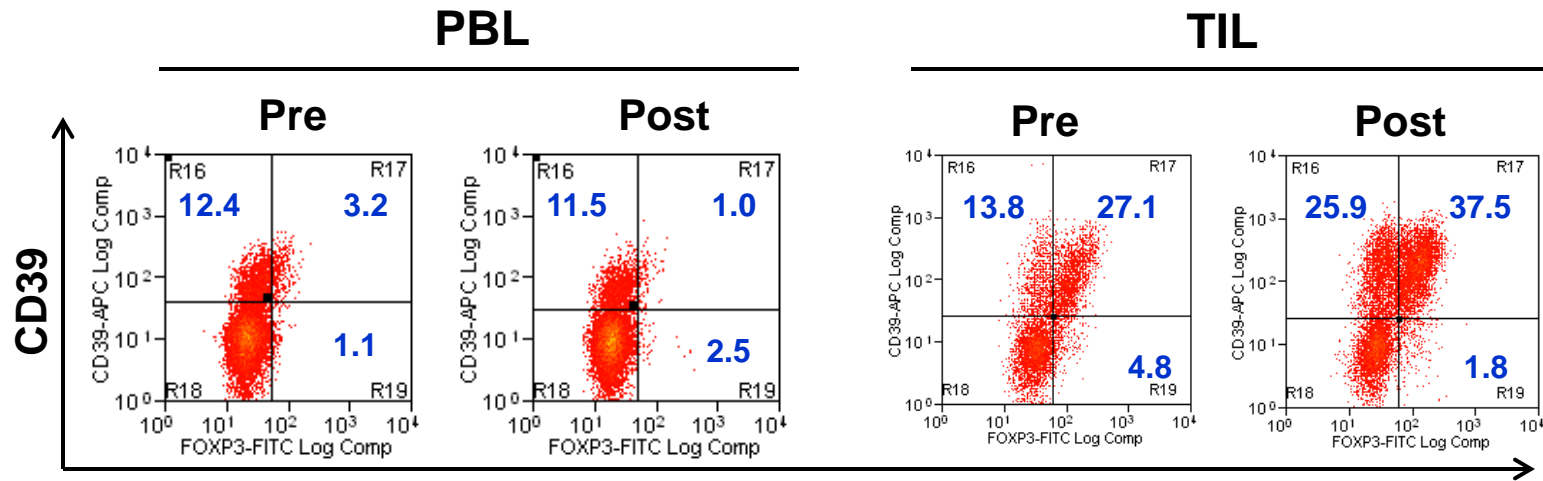 PBL
TIL
Pre
Post
Pre
Post
CD39
CD39-APC Log Comp
10⁴
10³
10²
10¹
10⁰
R16
R17
12.4
3.2
1.1
R18
R19
10⁰ 10¹ 10² 10³ 10⁴
FOXP3-FITC Log Comp
CD39-APC Log Comp
10⁴
10³
10²
10¹
10⁰
R16
R17
11.5
1.0
2.5
R18
R19
10⁰ 10¹ 10² 10³ 10⁴
FOXP3-FITC Log Comp
CD39-APC Log Comp
10⁴
10³
10²
10¹
10⁰
R16
R17
13.8
27.1
4.8
R18
R19
10⁰ 10¹ 10² 10³ 10⁴
FOXP3-FITC Log Comp
CD39-APC Log Comp
10⁴
10³
10²
10¹
10⁰
R16
R17
25.9
37.5
1.8
R18
R19
10⁰ 10¹ 10² 10³ 10⁴
FOXP3-FITC Log Comp